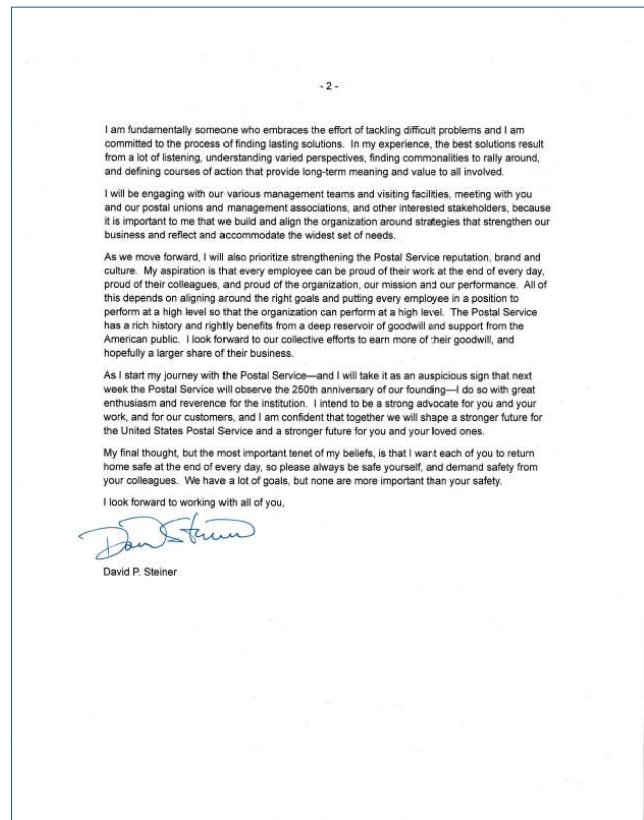 - 2 -
I am fundamentally someone who embraces the effort of tackling difficult problems and I am
committed to the process of finding lasting solutions.  In my experience, the best solutions result
from a lot of listening, understanding varied perspectives, finding commonalities to rally around,
and defining courses of action that provide long-term meaning and value to all involved.
I will be engaging with our various management teams and visiting facilities, meeting with you
and our postal unions and management associations, and other interested stakeholders, because
it is important to me that we build and align the organization around strategies that strengthen our
business and reflect and accommodate the widest set of needs.
As we move forward, I will also prioritize strengthening the Postal Service reputation, brand and
culture.  My aspiration is that every employee can be proud of their work at the end of every day,
proud of their colleagues, and proud of the organization, our mission and our performance.  All of
this depends on aligning around the right goals and putting every employee in a position to
perform at a high level so that the organization can perform at a high level.  The Postal Service
has a rich history and rightly benefits from a deep reservoir of goodwill and support from the
American public.  I look forward to our collective efforts to earn more of their goodwill, and
hopefully a larger share of their business.
As I start my journey with the Postal Service—and I will take it as an auspicious sign that next
week the Postal Service will observe the 250th anniversary of our founding—I do so with great
enthusiasm and reverence for the institution.  I intend to be a strong advocate for you and your
work, and for our customers, and I am confident that together we will shape a stronger future for
the United States Postal Service and a stronger future for you and your loved ones.
My final thought, but the most important tenet of my beliefs, is that I want each of you to return
home safe at the end of every day, so please always be safe yourself, and demand safety from
your colleagues.  We have a lot of goals, but none are more important than your safety.
I look forward to working with all of you,
David Steiner
David P. Steiner